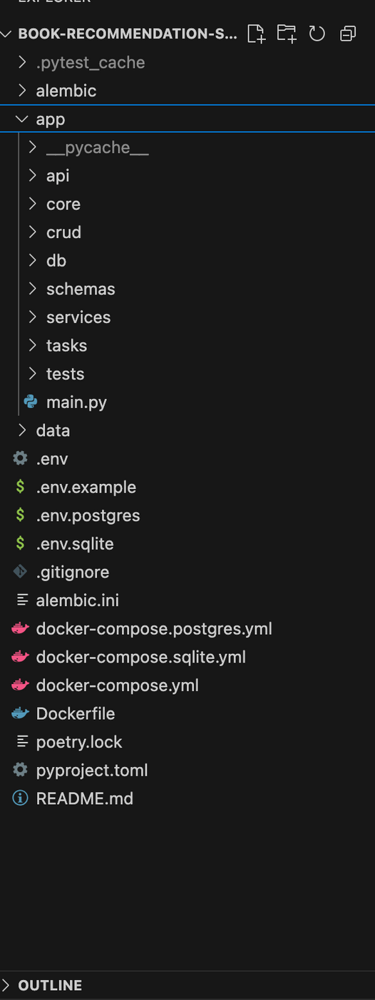 EXPLORER
BOOK-RECOMMENDATION-S...
.pytest_cache
alembic
app
__pycache__
api
core
crud
db
schemas
services
tasks
tests
main.py
data
.env
$ .env.example
$ .env.postgres
$ .env.sqlite
.gitignore
alembic.ini
docker-compose.postgres.yml
docker-compose.sqlite.yml
docker-compose.yml
Dockerfile
poetry.lock
pyproject.toml
README.md
OUTLINE